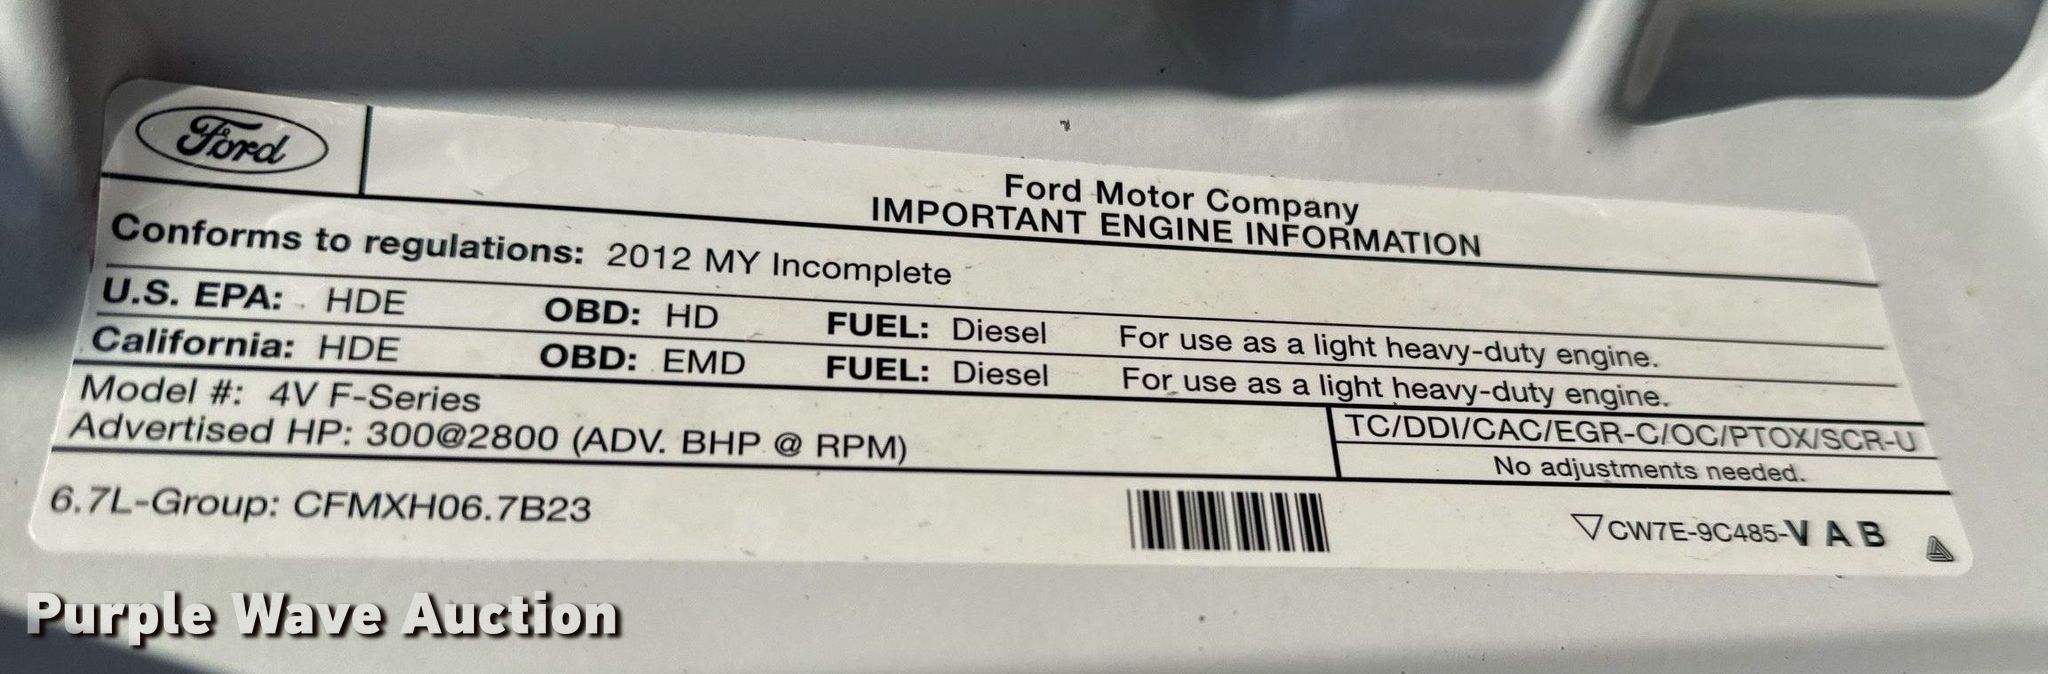 Ford
Ford Motor Company
IMPORTANT ENGINE INFORMATION
Conforms to regulations: 2012 MY Incomplete
U.S. EPA: HDE OBD: HD FUEL: Diesel For use as a light heavy-duty engine.
California: HDE OBD: EMD FUEL: Diesel For use as a light heavy-duty engine.
Model #: 4V F-Series
Advertised HP: 300@2800 (ADV. BHP @ RPM)
TC/DDI/CAC/EGR-C/OC/PTOX/SCR-U
No adjustments needed.
6.7L-Group: CFMXH06.7B23
CW7E-9C485-VAB
Purple Wave Auction